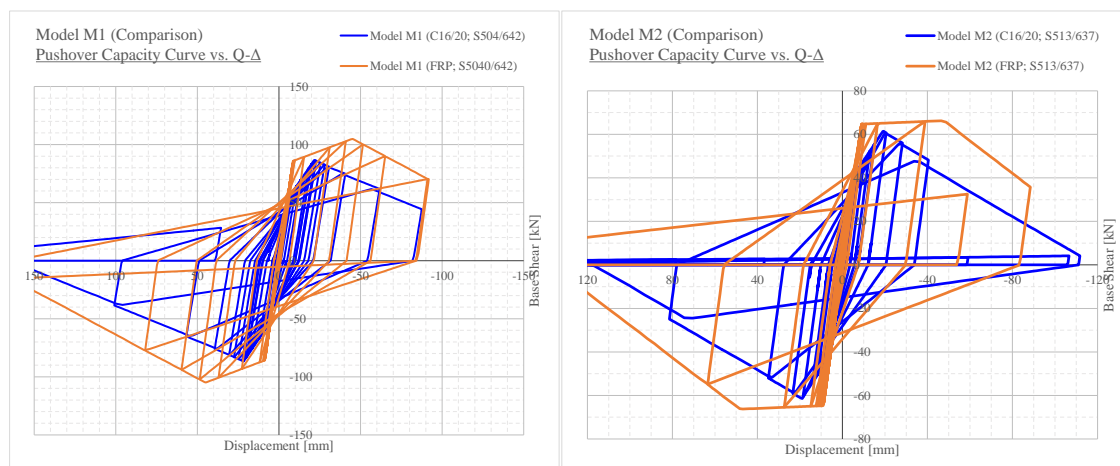 Model M1 (Comparison)
Pushover Capacity Curve vs. Q-Δ
Model M1 (C16/20; S504/642)
Model M1 (FRP; S5040/642)
150
100
50
-50
-100
-150
150
100
50
-50
-100
-150
Base Shear [kN]
Displacement [mm]
Model M2 (Comparison)
Pushover Capacity Curve vs. Q-Δ
Model M2 (C16/20; S513/637)
Model M2 (FRP; S513/637)
80
60
40
20
-20
-40
-60
-80
120
80
40
-40
-80
-120
Base Shear [kN]
Displacement [mm]